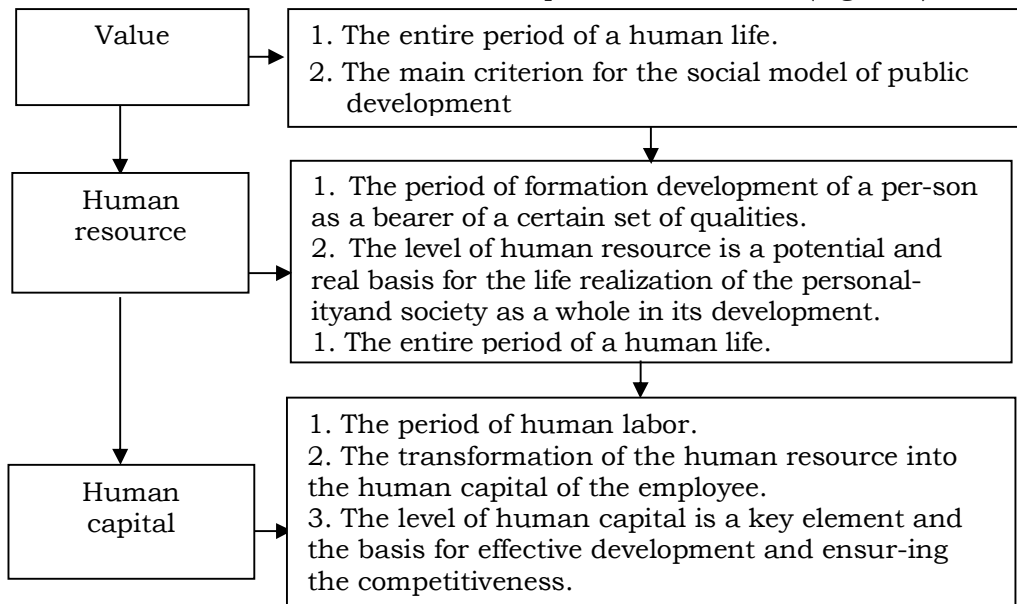 Value
1. The entire period of a human life.
2. The main criterion for the social model of public
development
Human
resource
1. The period of formation development of a per-son
as a bearer of a certain set of qualities.
2. The level of human resource is a potential and
real basis for the life realization of the personal-
ityand society as a whole in its development.
1. The entire period of a human life.
Human
capital
1. The period of human labor.
2. The transformation of the human resource into
the human capital of the employee.
3. The level of human capital is a key element and
the basis for effective development and ensur-ing
the competitiveness.